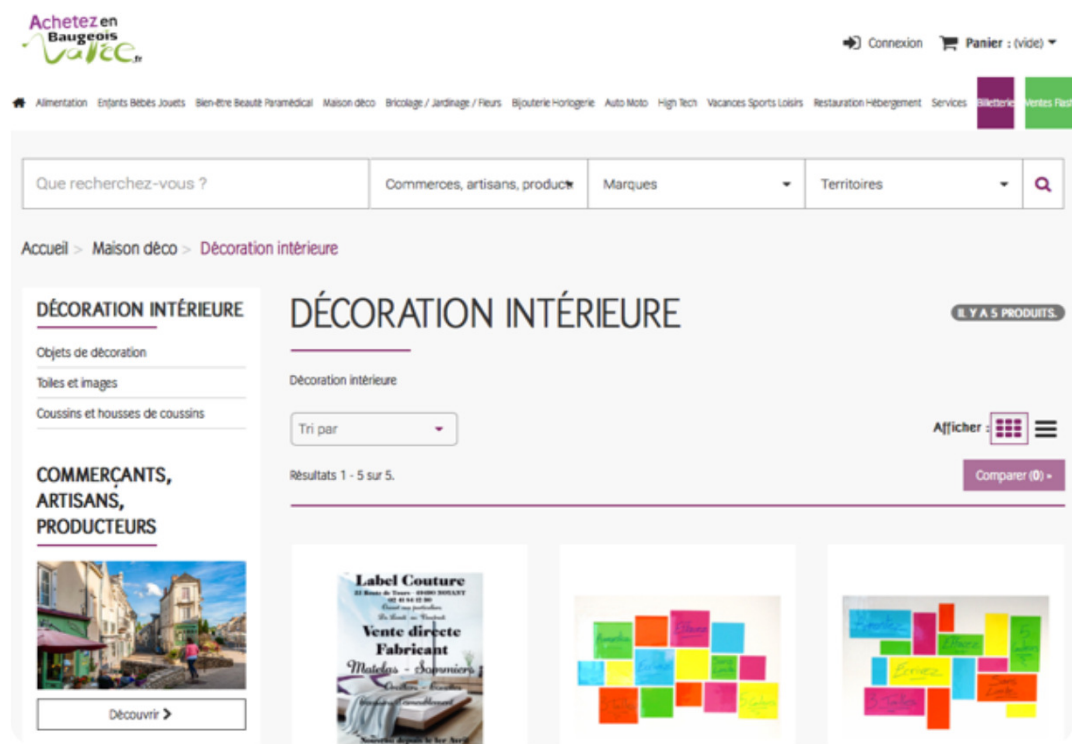 Achetez en
Baugeois
Vallée.fr
Connexion Panier : (vide)
Alimentation Enfants Bébés Jouets Bien-être Beauté Paramédical Maison déco Bricolage / Jardinage / Fleurs Bijouterie Horlogerie Auto Moto High Tech Vacances Sports Loisirs Restauration Hébergement Services Billetterie Ventes Flas
Que recherchez-vous ? Commerces, artisans, product Marques Territoires
Accueil > Maison déco > Décoration intérieure
DÉCORATION INTÉRIEURE
Objets de décoration
Toiles et images
Coussins et housses de coussins
COMMERÇANTS,
ARTISANS,
PRODUCTEURS
Découvrir >
DÉCORATION INTÉRIEURE
IL Y A 5 PRODUITS.
Décoration intérieure
Tri par
Afficher :
Résultats 1 - 5 sur 5.
Comparer (0)
Label Couture
Vente directe
Fabricant
Matelas - Sommiers
Ecrivez